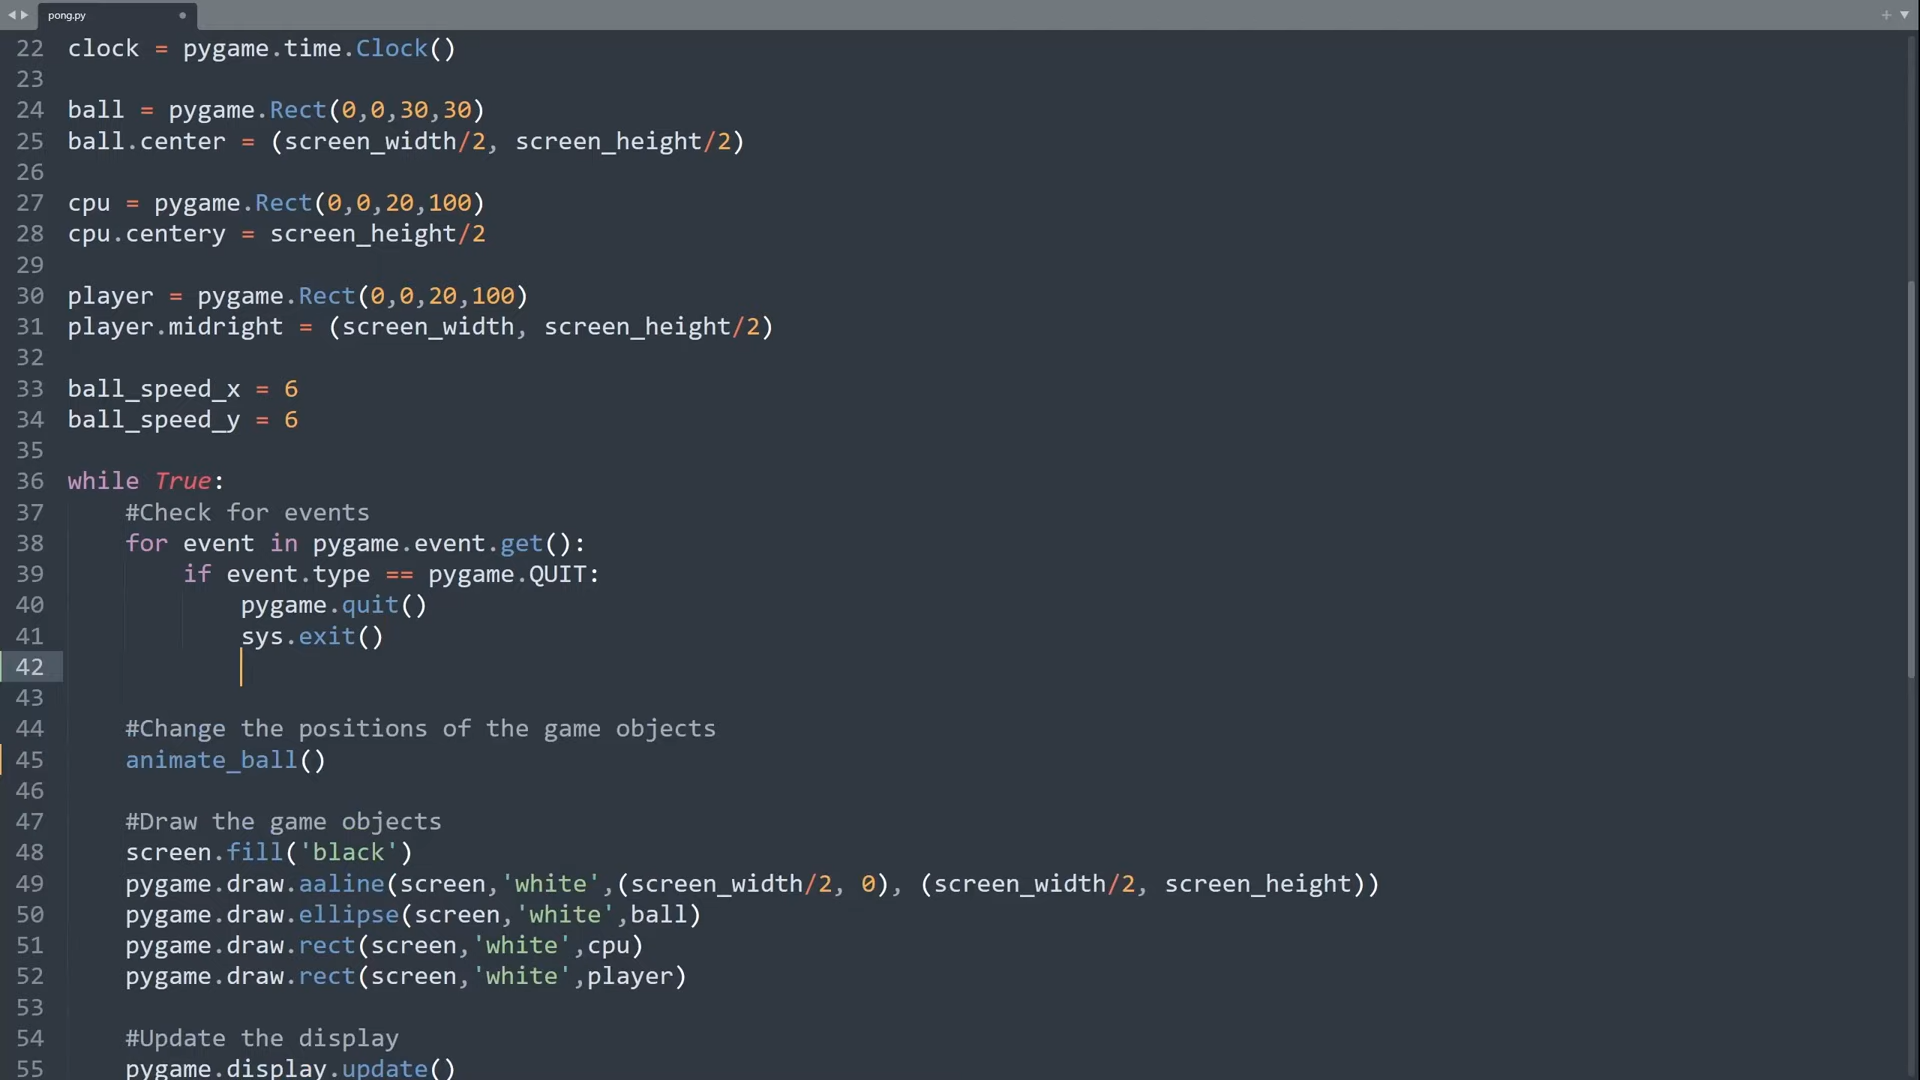 pong.py
22 clock = pygame.time.Clock()
23
24 ball = pygame.Rect(0,0,30,30)
25 ball.center = (screen_width/2, screen_height/2)
26
27 cpu = pygame.Rect(0,0,20,100)
28 cpu.centery = screen_height/2
29
30 player = pygame.Rect(0,0,20,100)
31 player.midright = (screen_width, screen_height/2)
32
33 ball_speed_x = 6
34 ball_speed_y = 6
35
36 while True:
37     #Check for events
38     for event in pygame.event.get():
39         if event.type == pygame.QUIT:
40             pygame.quit()
41             sys.exit()
42
43
44     #Change the positions of the game objects
45     animate_ball()
46
47     #Draw the game objects
48     screen.fill('black')
49     pygame.draw.aaline(screen,'white',(screen_width/2, 0), (screen_width/2, screen_height))
50     pygame.draw.ellipse(screen,'white',ball)
51     pygame.draw.rect(screen,'white',cpu)
52     pygame.draw.rect(screen,'white',player)
53
54     #Update the display
55     pygame.display.update()